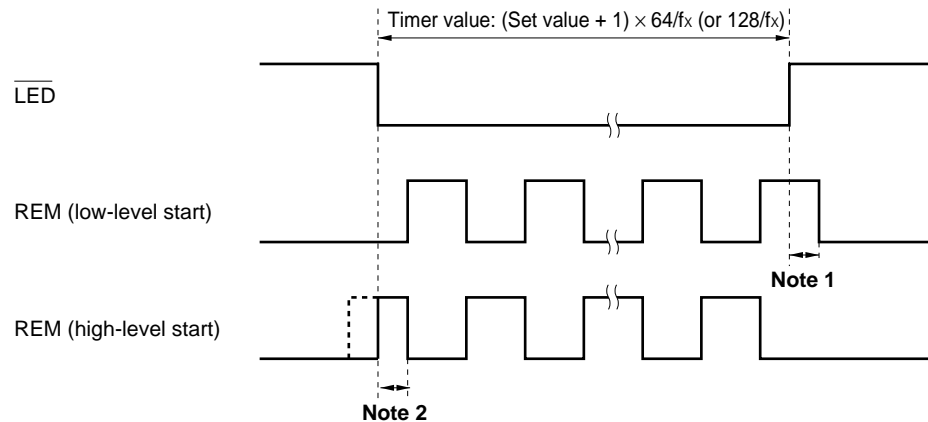 Timer value: (Set value + 1) × 64/fx (or 128/fx)
L̅E̅D̅
REM (low-level start)
Note 1
REM (high-level start)
Note 2